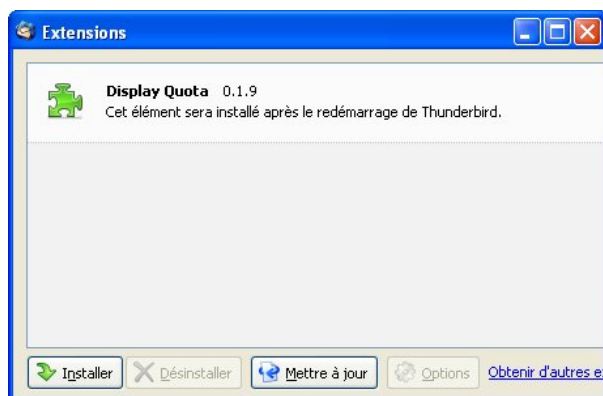 Extensions
Display Quota 0.1.9
Cet élément sera installé après le redémarrage de Thunderbird.
Installer
Désinstaller
Mettre à jour
Options
Obtenir d'autres e